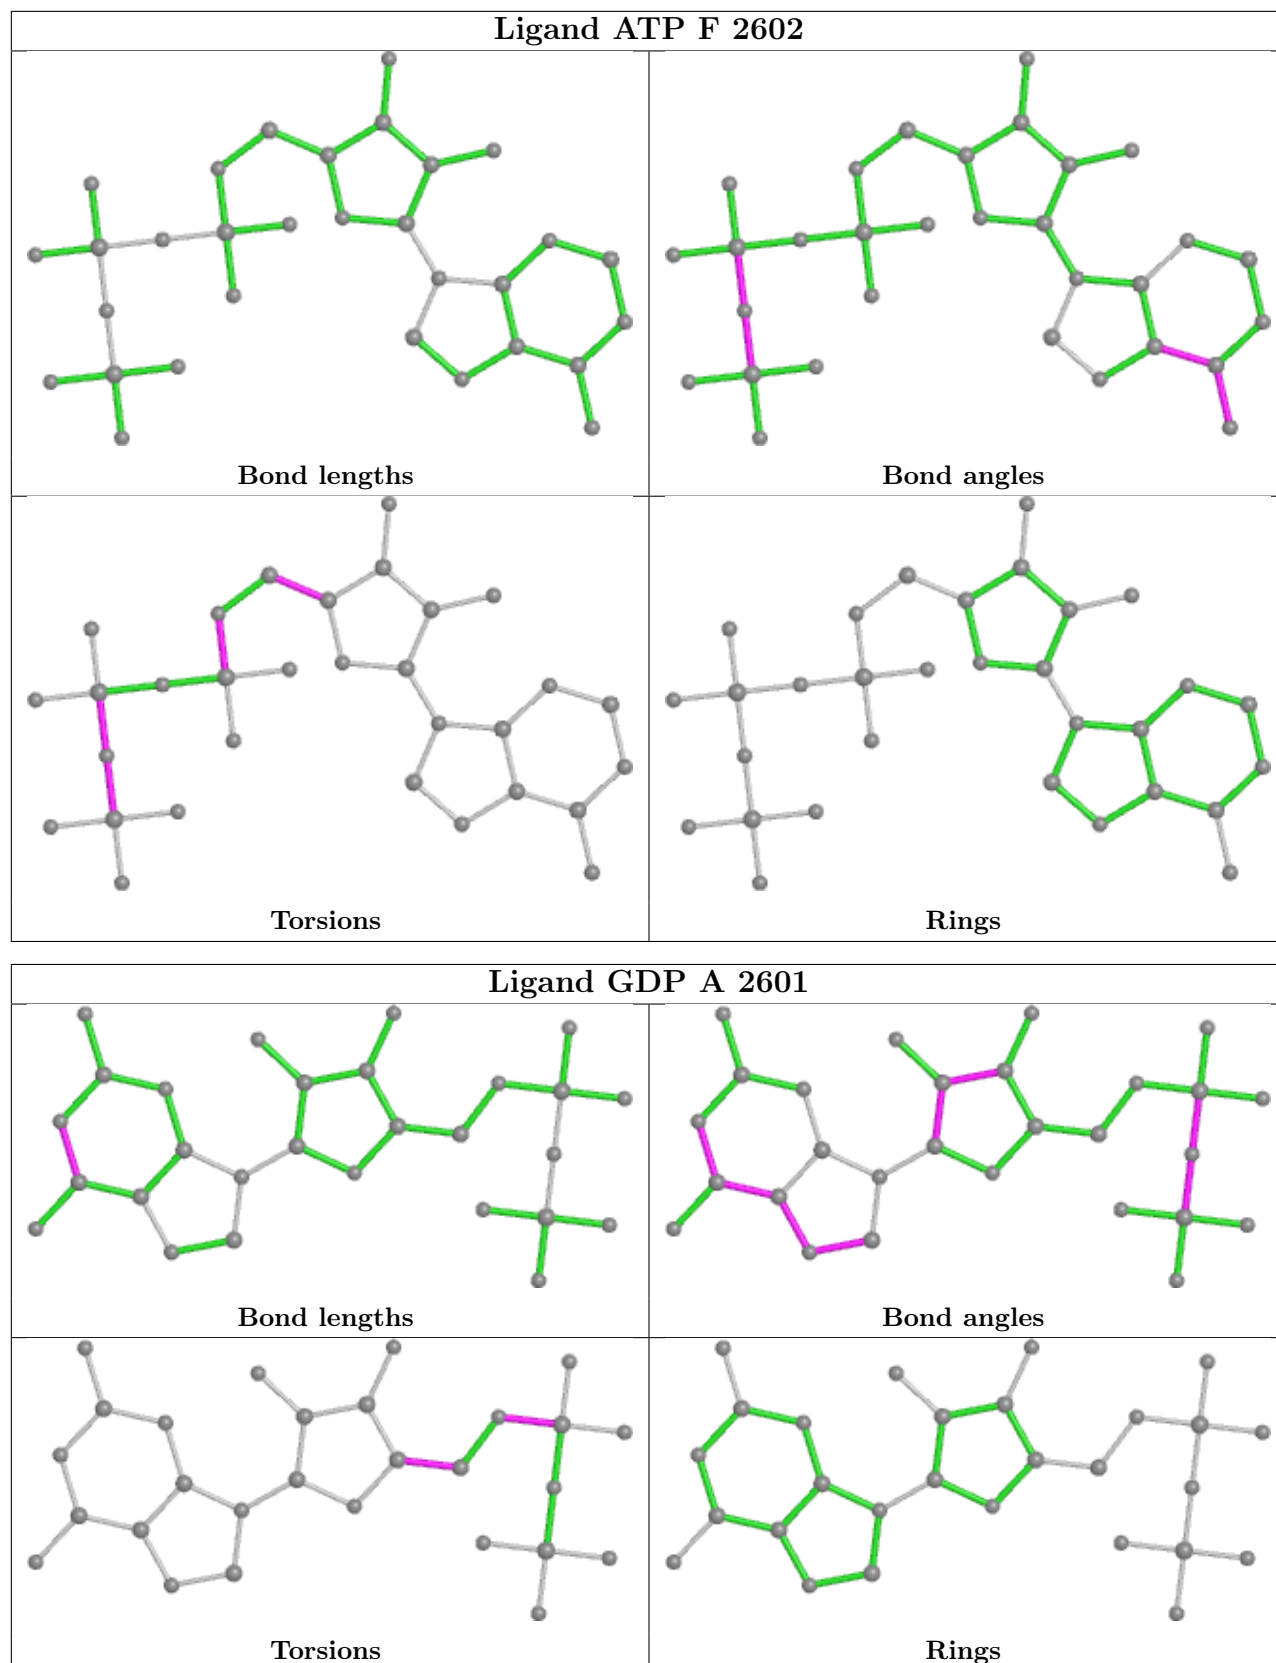 Ligand ATP F 2602
Bond lengths
Bond angles
Torsions
Rings
Ligand GDP A 2601
Bond lengths
Bond angles
Torsions
Rings